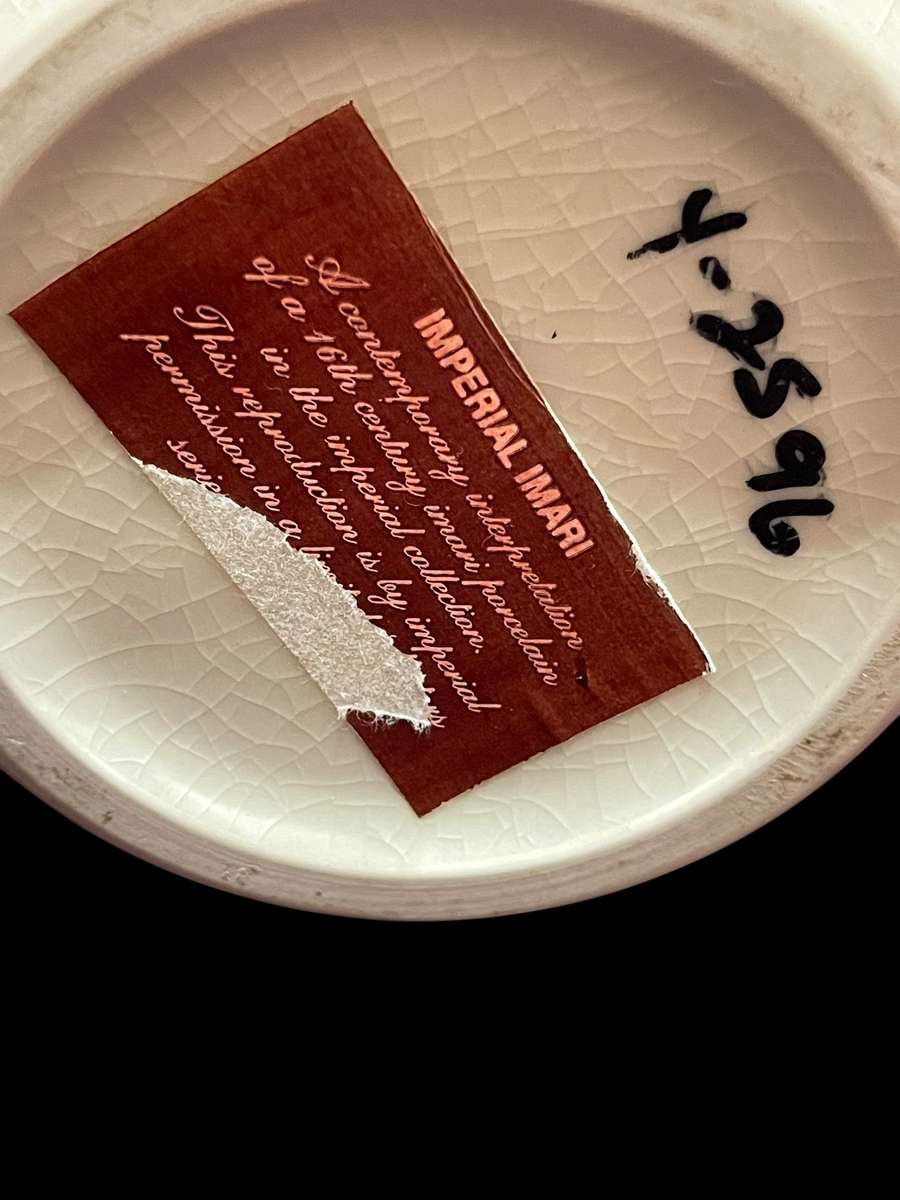 IMPERIAL IMARI
A contemporary interpretation
of a 16th century imari porcelain
in the imperial collection.
This reproduction is by imperial
permission in a
series
Y-2596